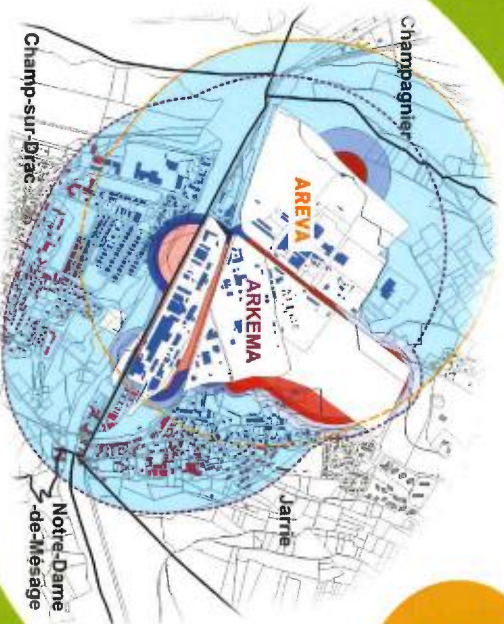 Champagnier
Champ-sur-Drac
AREVA
ARKEMA
Jarrie
Notre-Dame
-de-Mésage